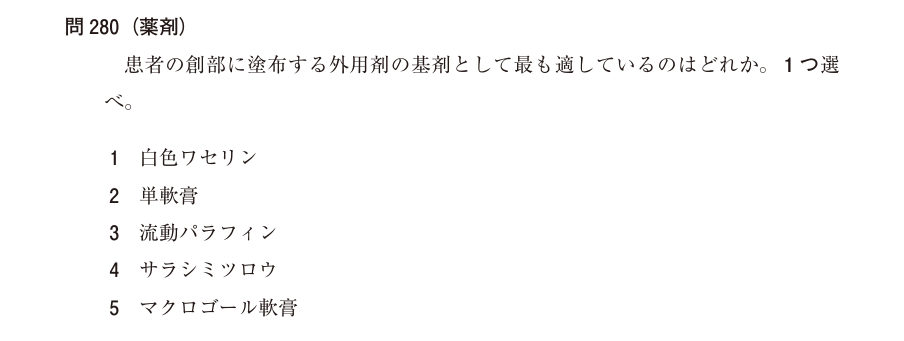 問 280（薬剤）
患者の創部に塗布する外用剤の基剤として最も適しているのはどれか。1つ選
べ。
1 白色ワセリン
2 単軟膏
3 流動パラフィン
4 サラシミツロウ
5 マクロゴール軟膏